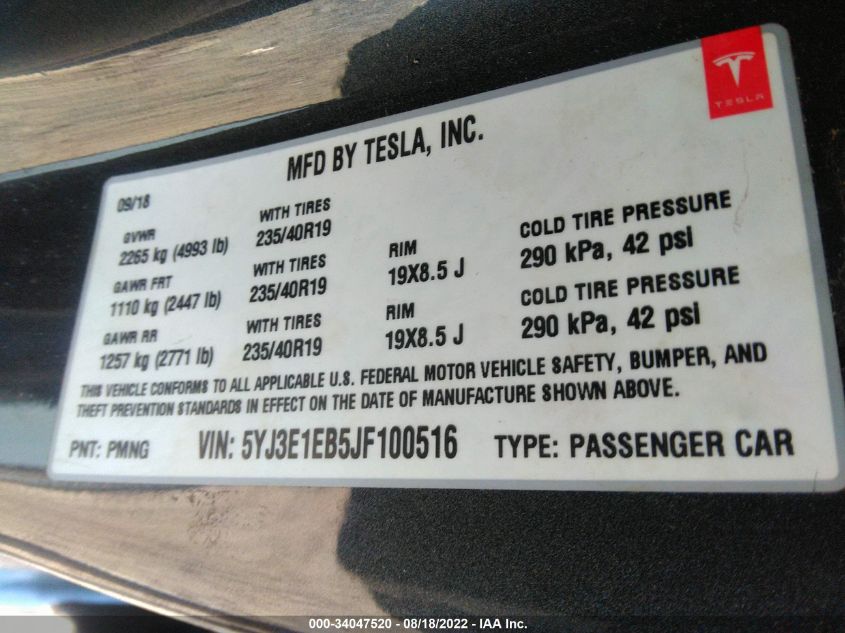 TESLA
MFD BY TESLA, INC.
09/18
GVWR
2265 kg (4993 lb)
WITH TIRES
235/40R19
GAWR FRT
1110 kg (2447 lb)
WITH TIRES
235/40R19
RIM
19X8.5 J
COLD TIRE PRESSURE
290 kPa, 42 psi
GAWR RR
1257 kg (2771 lb)
WITH TIRES
235/40R19
RIM
19X8.5 J
COLD TIRE PRESSURE
290 kPa, 42 psi
THIS VEHICLE CONFORMS TO ALL APPLICABLE U.S. FEDERAL MOTOR VEHICLE SAFETY, BUMPER, AND
THEFT PREVENTION STANDARDS IN EFFECT ON THE DATE OF MANUFACTURE SHOWN ABOVE.
PNT: PMNG VIN: 5YJ3E1EB5JF100516 TYPE: PASSENGER CAR
000-34047520 - 08/18/2022 - IAA Inc.